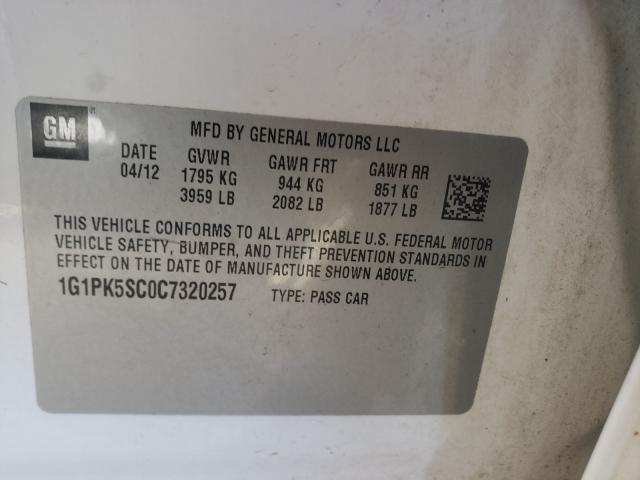 GM
MFD BY GENERAL MOTORS LLC
DATE GVWR GAWR FRT GAWR RR
04/12 1795 KG 944 KG 851 KG
3959 LB 2082 LB 1877 LB
THIS VEHICLE CONFORMS TO ALL APPLICABLE U.S. FEDERAL MOTOR
VEHICLE SAFETY, BUMPER, AND THEFT PREVENTION STANDARDS IN
EFFECT ON THE DATE OF MANUFACTURE SHOWN ABOVE.
1G1PK5SC0C7320257 TYPE: PASS CAR